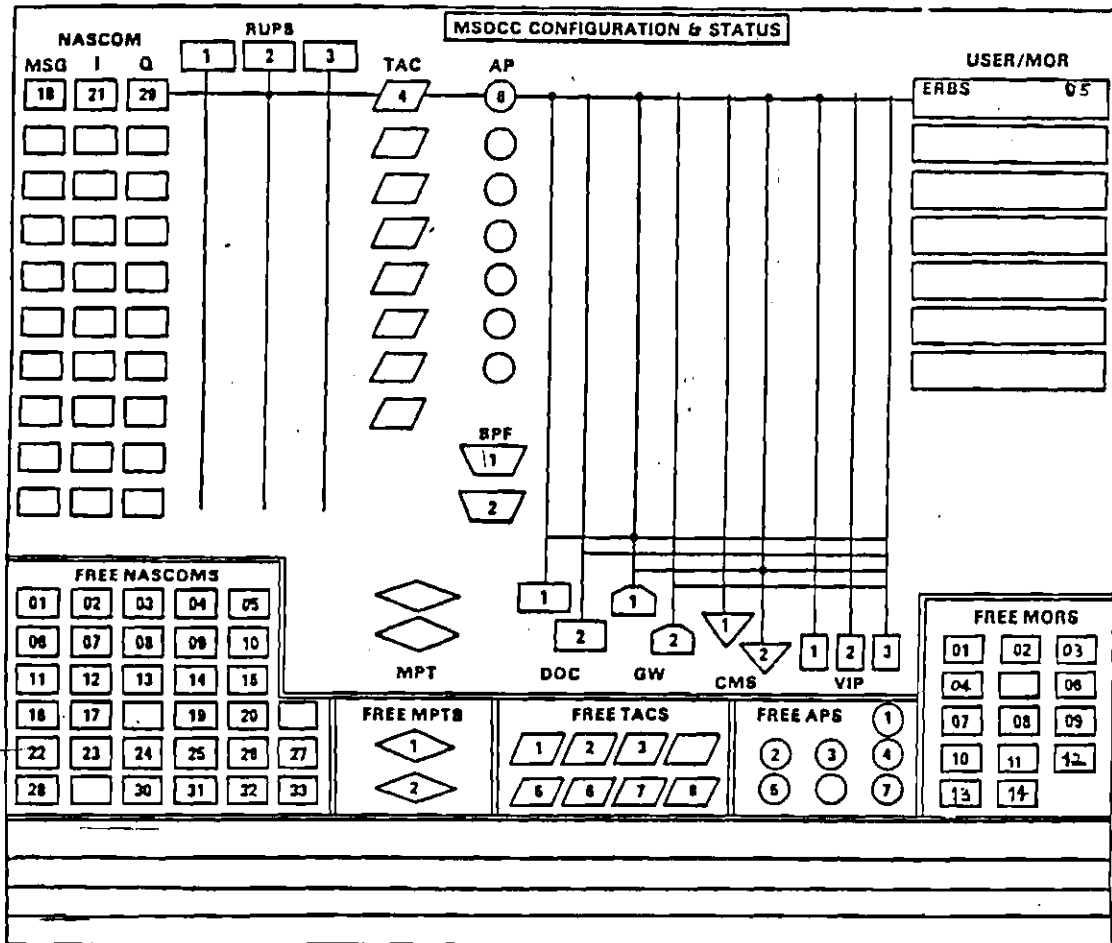 MSOCC CONFIGURATION & STATUS
NASCOM
MSG I Q
RUPS
1 2 3
TAC
AP
USER/MOR
18 21 29
4
6
ERBS 05
1
2
1
2
DOC
1
2
GW
1
2
CMS
1 2 3
VIP
MPT
FREE NASCOMS
01 02 03 04 05
06 07 08 09 10
11 12 13 14 15
16 17 19 20
22 23 24 25 26 27
28 30 31 32 33
FREE MPTS
1
2
FREE TACS
1 2 3
5 6 7 8
FREE APS
1
2 3 4
5 7
FREE MORS
01 02 03
04 06
07 08 09
10 11 12
13 14